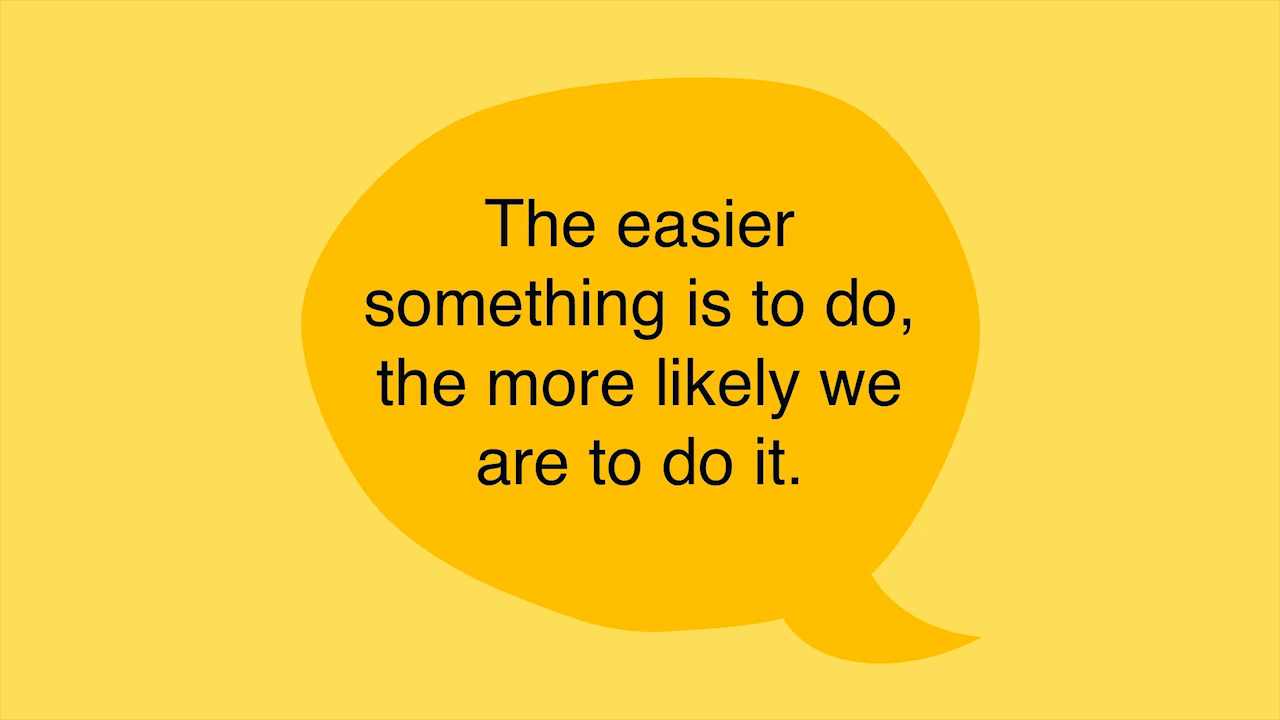 The easier
something is to do,
the more likely we
are to do it.